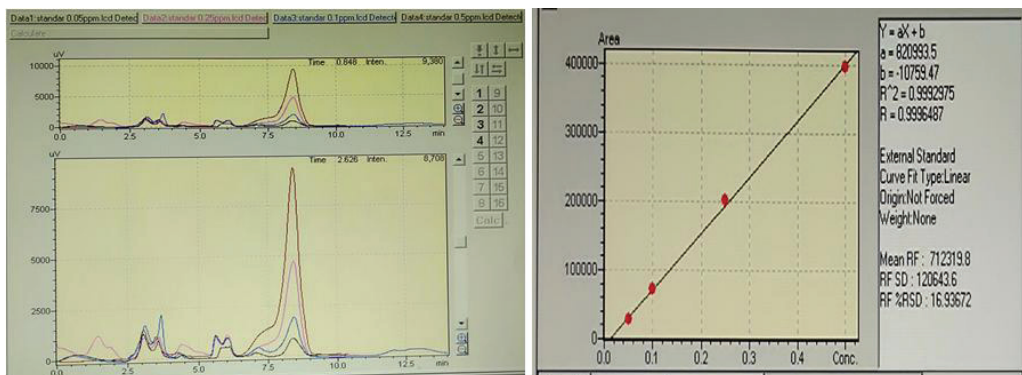 Data1:standar 0.05ppm.lcd Detec Data2:standar 0.25ppm.lcd Detec Data3:standar 0.1ppm.lcd Detect Data4:standar 0.5ppm.lcd Detect
Calculate
uV
10000
5000
0
Time 0.848 Inten. 9,380
0.0 2.5 5.0 7.5 10.0 12.5 min
uV
7500
5000
2500
0
Time 2.626 Inten. 8,708
0.0 2.5 5.0 7.5 10.0 12.5 min
1 9
2 10
3 11
4 12
5 13
6 14
7 15
8 16
Calc
Area
400000
300000
200000
100000
0
0.0 0.1 0.2 0.3 0.4 Conc.
Y = aX + b
a = 820993.5
b = -10759.47
R^2 = 0.9992975
R = 0.9996487
External Standard
Curve Fit Type:Linear
Origin:Not Forced
Weight:None
Mean RF : 712319.8
RF SD : 120643.6
RF %RSD : 16.93672